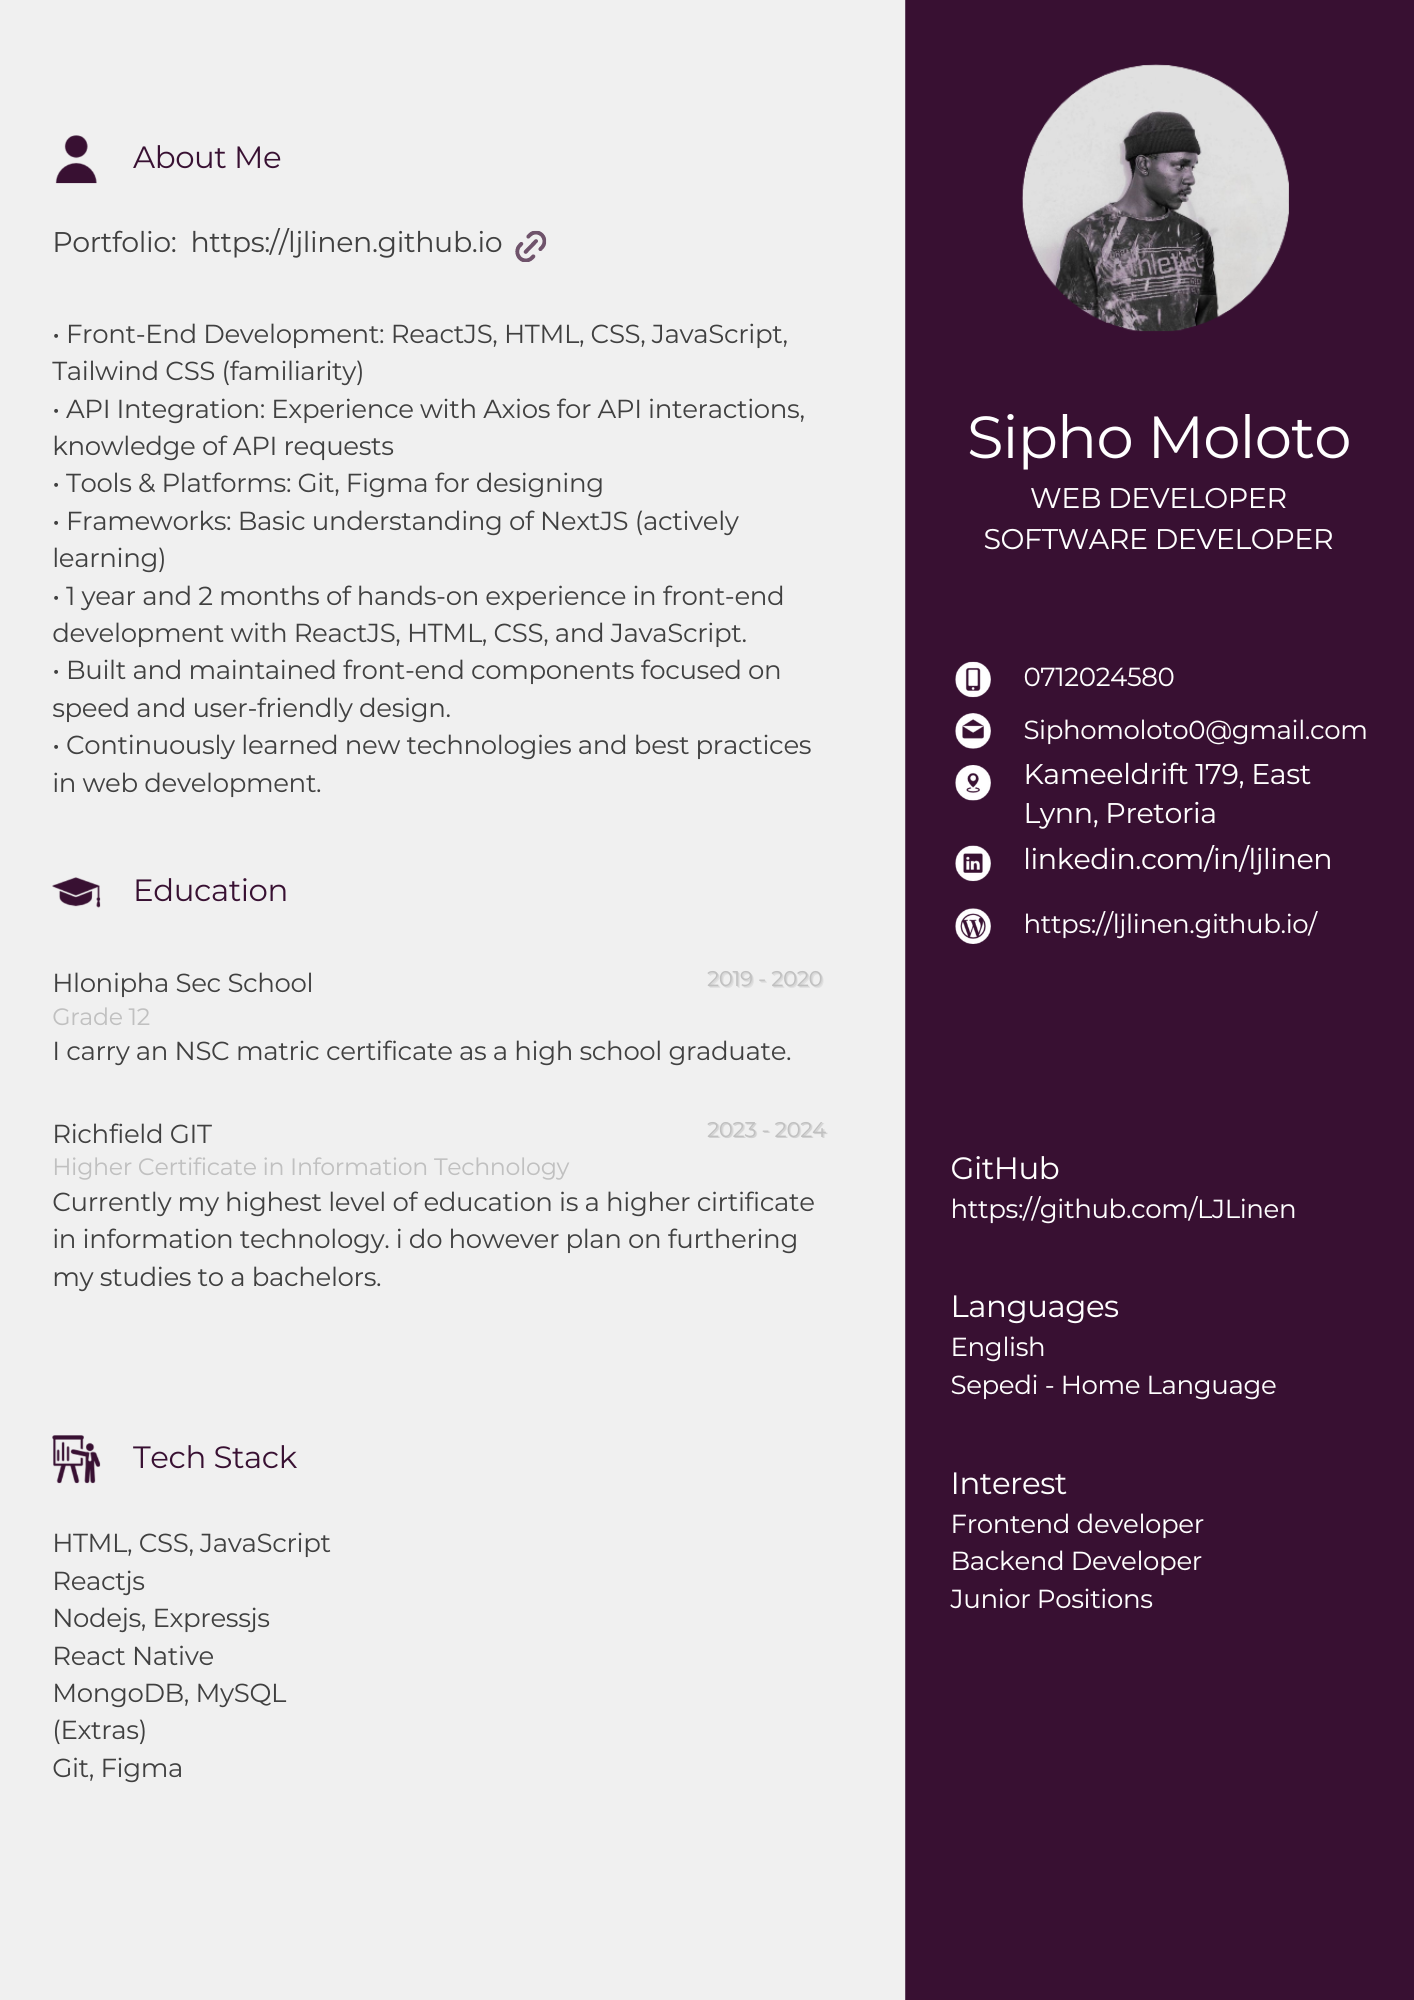 About Me
Portfolio: https://ljlinen.github.io
• Front-End Development: ReactJS, HTML, CSS, JavaScript,
Tailwind CSS (familiarity)
• API Integration: Experience with Axios for API interactions,
knowledge of API requests
• Tools & Platforms: Git, Figma for designing
• Frameworks: Basic understanding of NextJS (actively
learning)
• 1 year and 2 months of hands-on experience in front-end
development with ReactJS, HTML, CSS, and JavaScript.
• Built and maintained front-end components focused on
speed and user-friendly design.
• Continuously learned new technologies and best practices
in web development.
Education
Hlonipha Sec School
2019 - 2020
Grade 12
I carry an NSC matric certificate as a high school graduate.
Richfield GIT
2023 - 2024
Higher Certificate in Information Technology
Currently my highest level of education is a higher cirtificate
in information technology. i do however plan on furthering
my studies to a bachelors.
Tech Stack
HTML, CSS, JavaScript
Reactjs
Nodejs, Expressjs
React Native
MongoDB, MySQL
(Extras)
Git, Figma
Athletic
Sipho Moloto
WEB DEVELOPER
SOFTWARE DEVELOPER
0712024580
Siphomoloto0@gmail.com
Kameeldrift 179, East
Lynn, Pretoria
in
linkedin.com/in/ljlinen
https://ljlinen.github.io/
GitHub
https://github.com/LJLinen
Languages
English
Sepedi - Home Language
Interest
Frontend developer
Backend Developer
Junior Positions